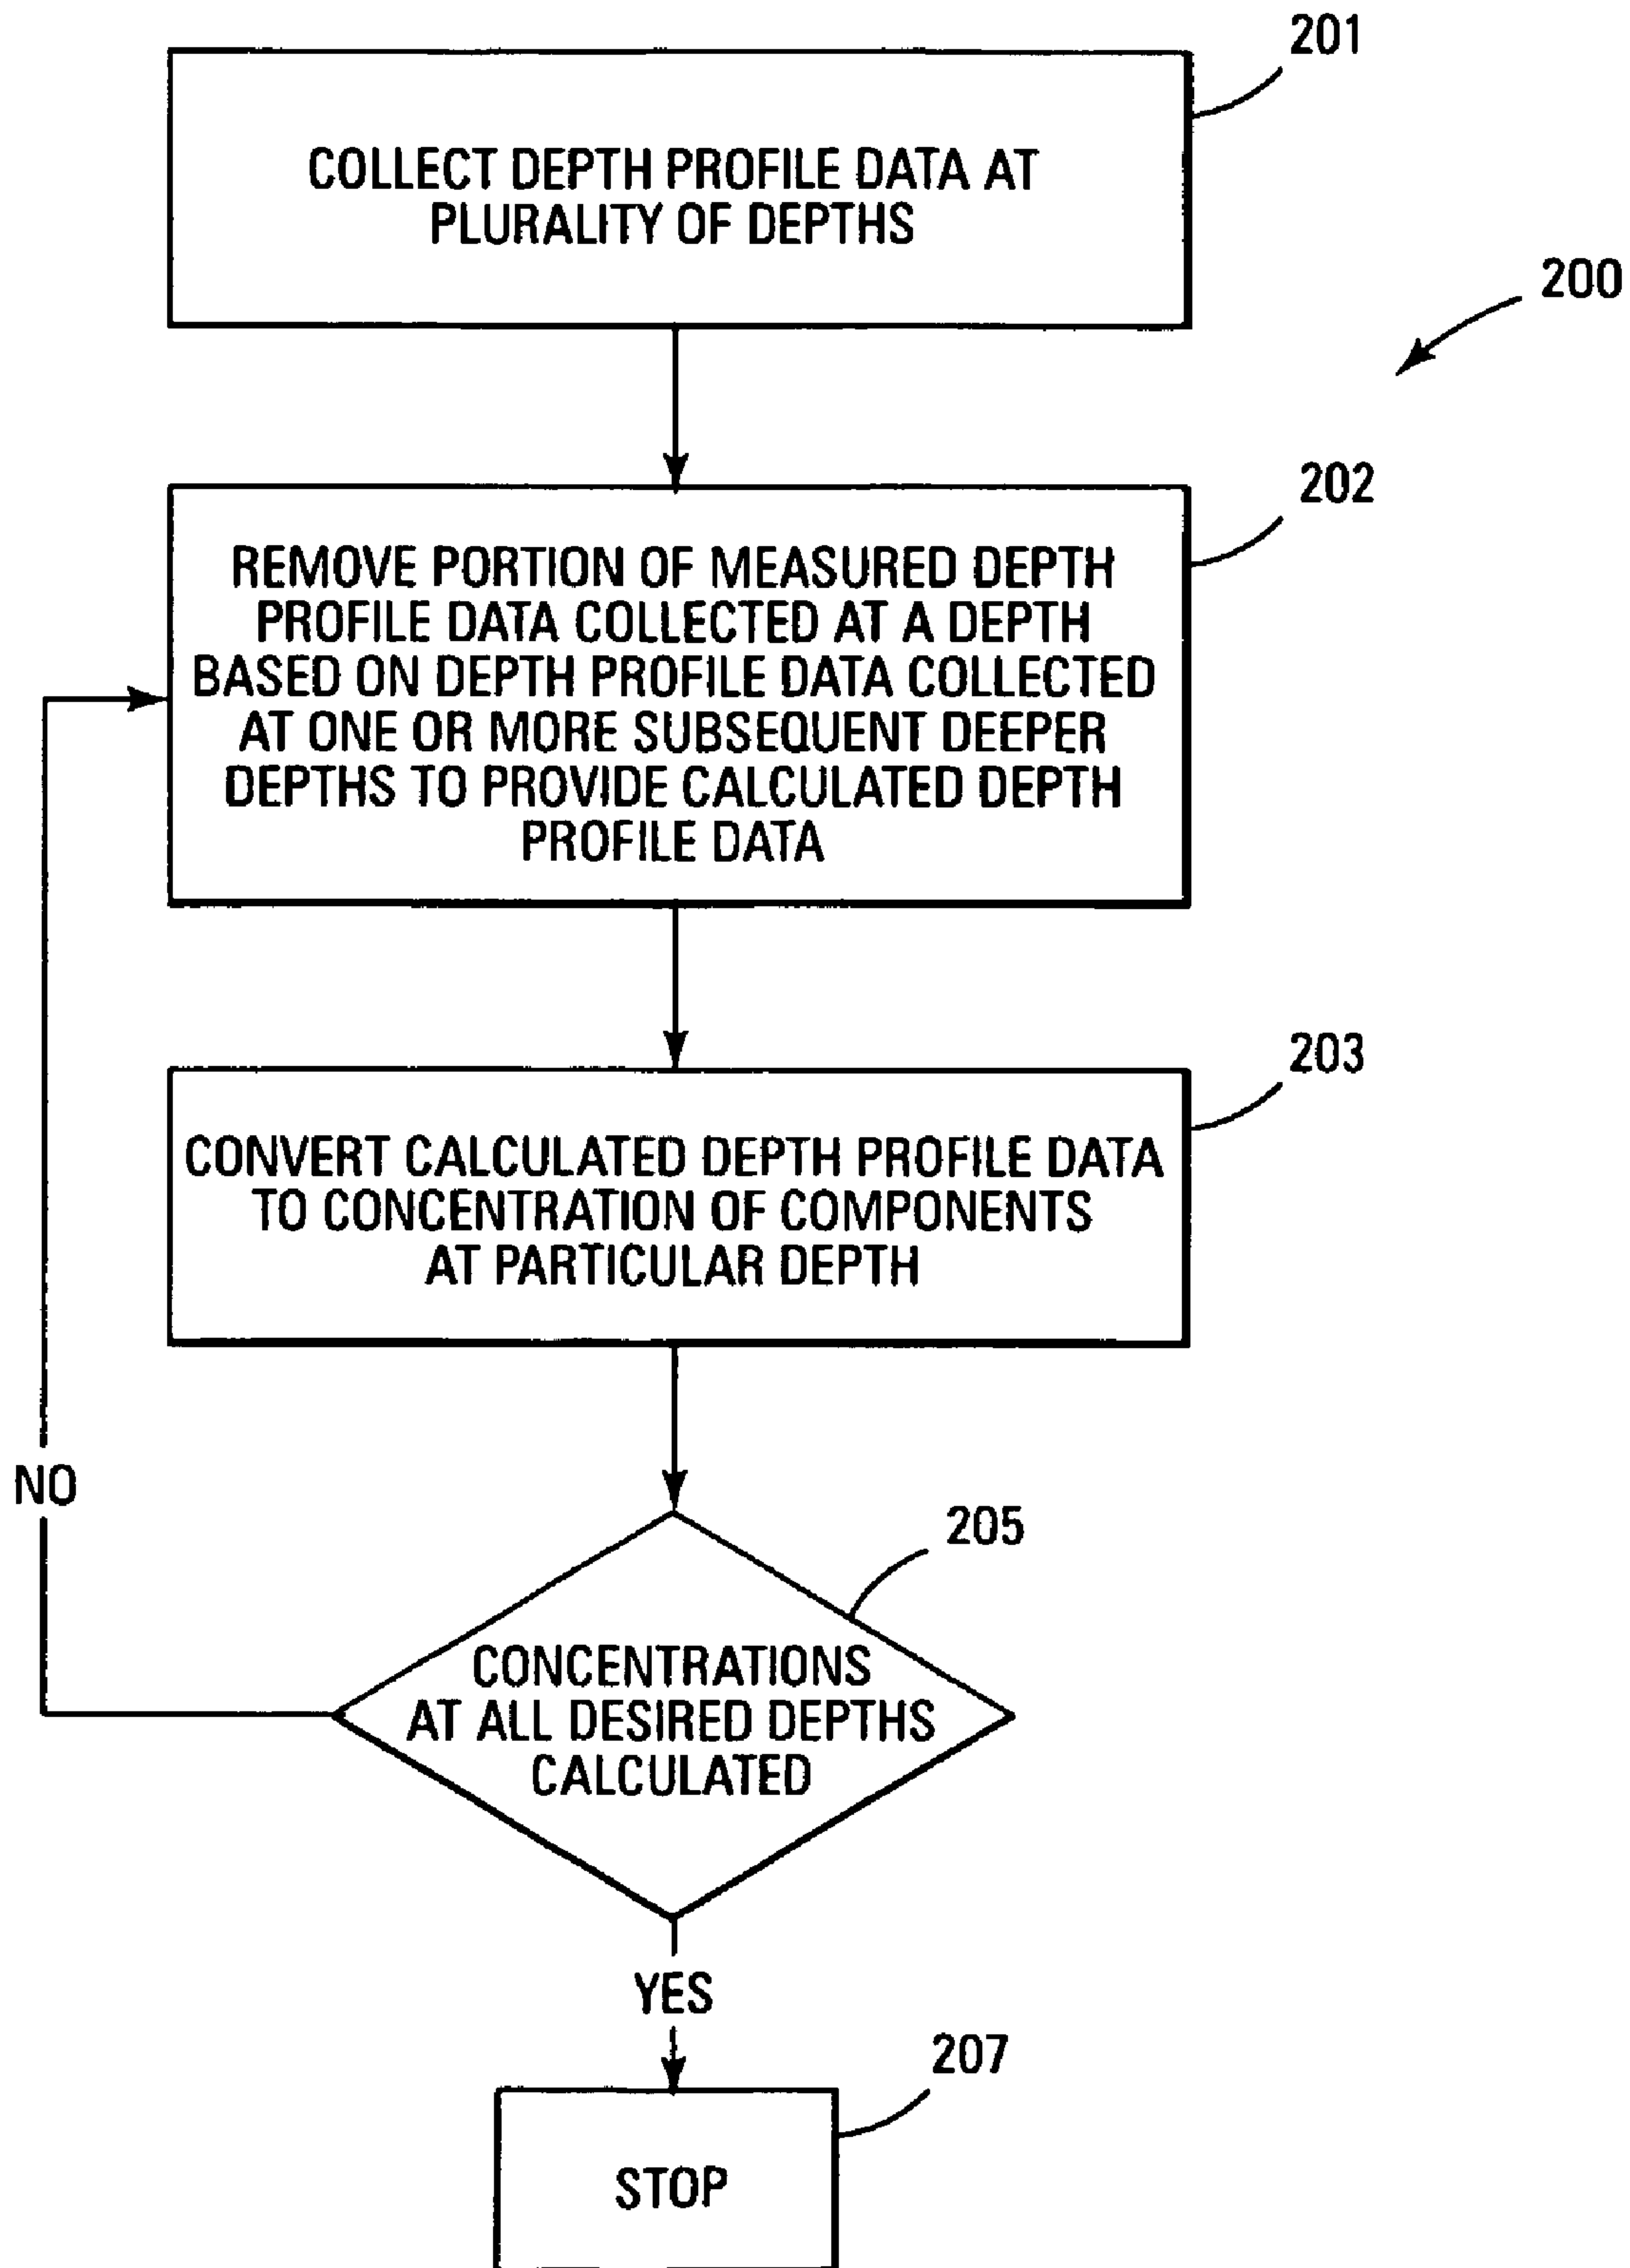 201
COLLECT DEPTH PROFILE DATA AT
PLURALITY OF DEPTHS
200
202
REMOVE PORTION OF MEASURED DEPTH
PROFILE DATA COLLECTED AT A DEPTH
BASED ON DEPTH PROFILE DATA COLLECTED
AT ONE OR MORE SUBSEQUENT DEEPER
DEPTHS TO PROVIDE CALCULATED DEPTH
PROFILE DATA
203
CONVERT CALCULATED DEPTH PROFILE DATA
TO CONCENTRATION OF COMPONENTS
AT PARTICULAR DEPTH
NO
205
CONCENTRATIONS
AT ALL DESIRED DEPTHS
CALCULATED
YES
207
STOP